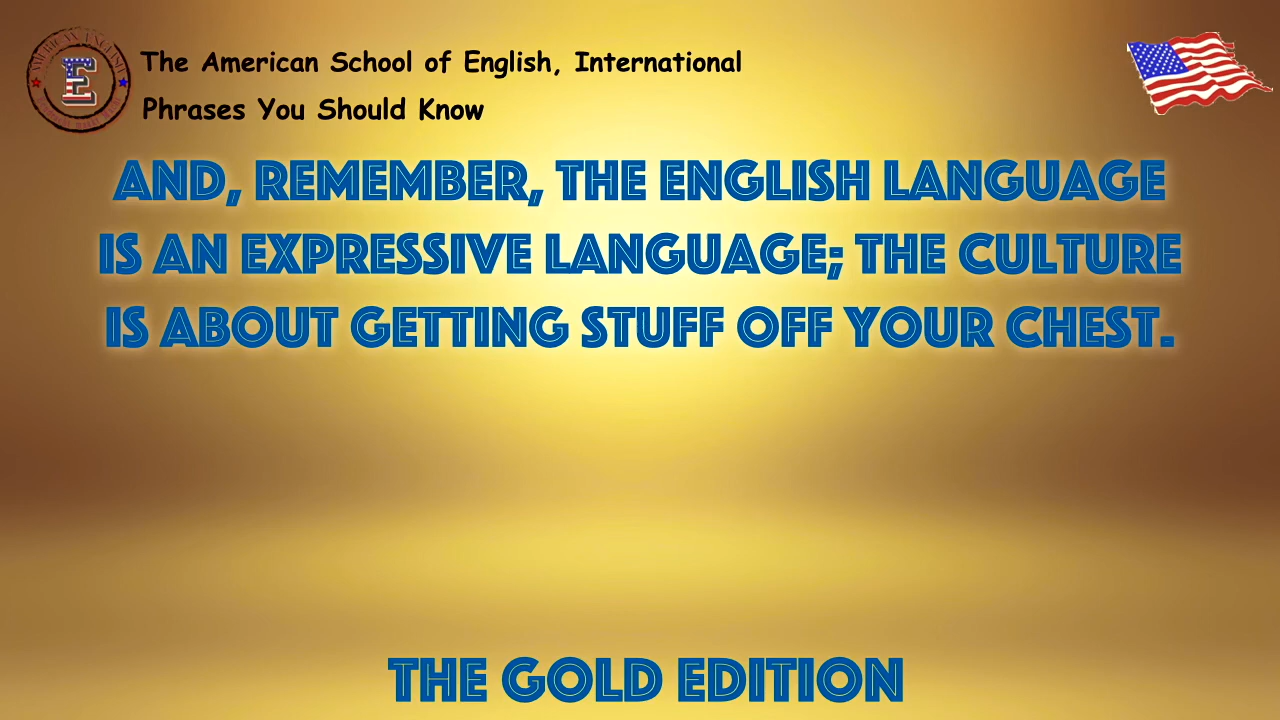 The American School of English, International
Phrases You Should Know
AND, REMEMBER, THE ENGLISH LANGUAGE
IS AN EXPRESSIVE LANGUAGE; THE CULTURE
IS ABOUT GETTING STUFF OFF YOUR CHEST.
THE GOLD EDITION